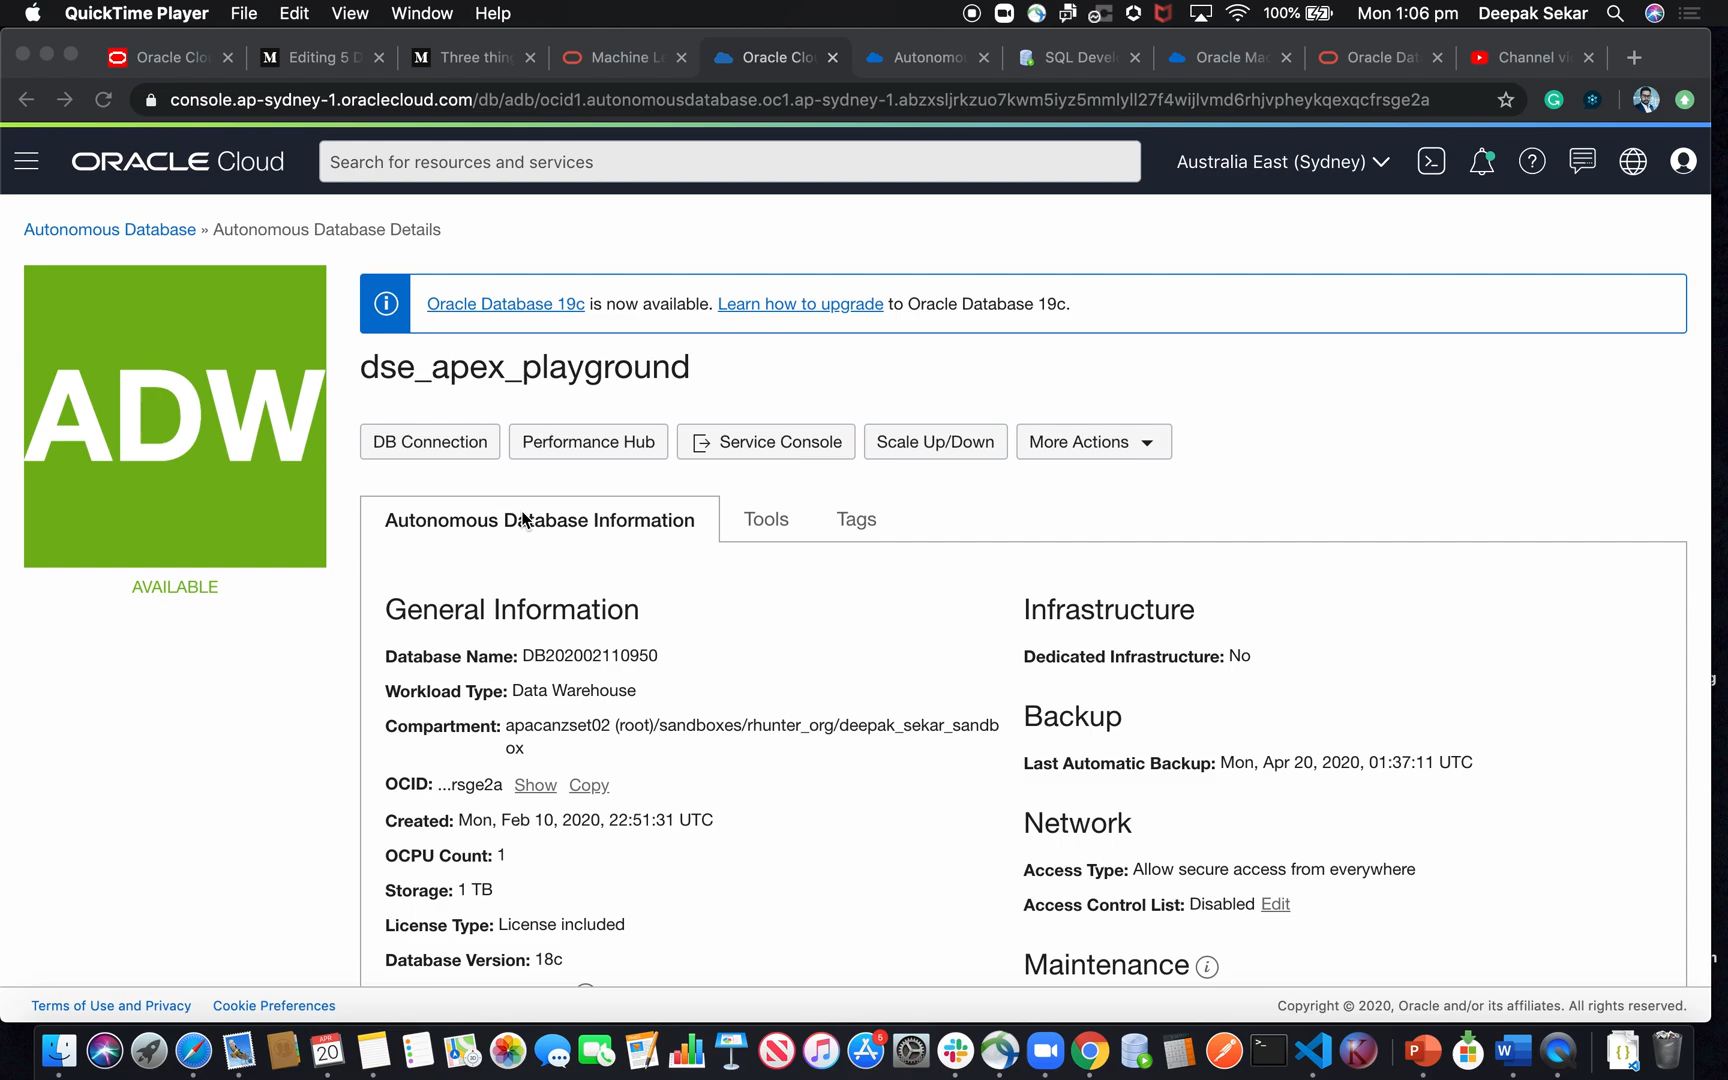 QuickTime Player File Edit View Window Help 100% Mon 1:06 pm Deepak Sekar
Oracle Clo Editing 5 D Three thin Machine Le Oracle Clo Autonomo SQL Devel Oracle Mac Oracle Dat Channel vi
console.ap-sydney-1.oraclecloud.com/db/adb/ocid1.autonomousdatabase.oc1.ap-sydney-1.abzxsljrkzuo7kwm5iyz5mmlyll27f4wijlvmd6rhjvpheykqexqcfrsge2a
ORACLE Cloud Search for resources and services Australia East (Sydney)
Autonomous Database » Autonomous Database Details
ADW
AVAILABLE
Oracle Database 19c is now available. Learn how to upgrade to Oracle Database 19c.
dse_apex_playground
DB Connection Performance Hub Service Console Scale Up/Down More Actions
Autonomous Database Information Tools Tags
General Information
Database Name: DB202002110950
Workload Type: Data Warehouse
Compartment: apacanzset02 (root)/sandboxes/rhunter_org/deepak_sekar_sandb
ox
OCID: ...rsge2a Show Copy
Created: Mon, Feb 10, 2020, 22:51:31 UTC
OCPU Count: 1
Storage: 1 TB
License Type: License included
Database Version: 18c
Infrastructure
Dedicated Infrastructure: No
Backup
Last Automatic Backup: Mon, Apr 20, 2020, 01:37:11 UTC
Network
Access Type: Allow secure access from everywhere
Access Control List: Disabled Edit
Maintenance
Terms of Use and Privacy Cookie Preferences Copyright © 2020, Oracle and/or its affiliates. All rights reserved.
APR
20
5